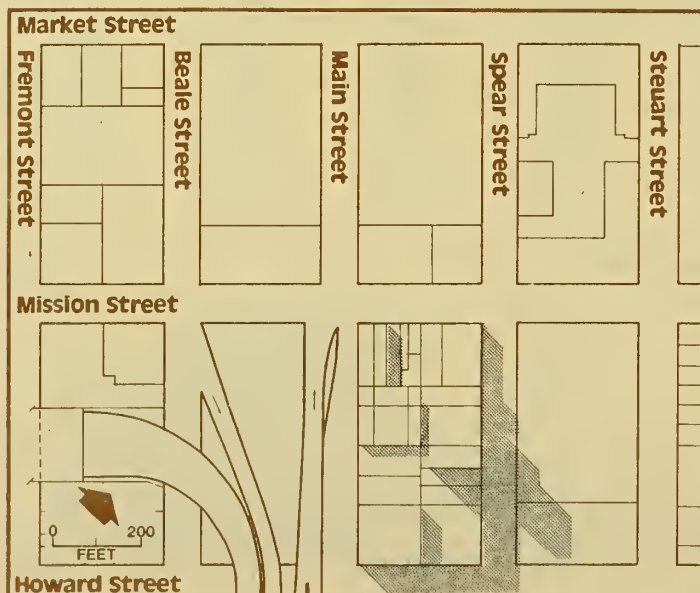 Market Street
Fremont Street
Beale Street
Main Street
Spear Street
Steuart Street
Mission Street
0 200
FEET
Howard Street